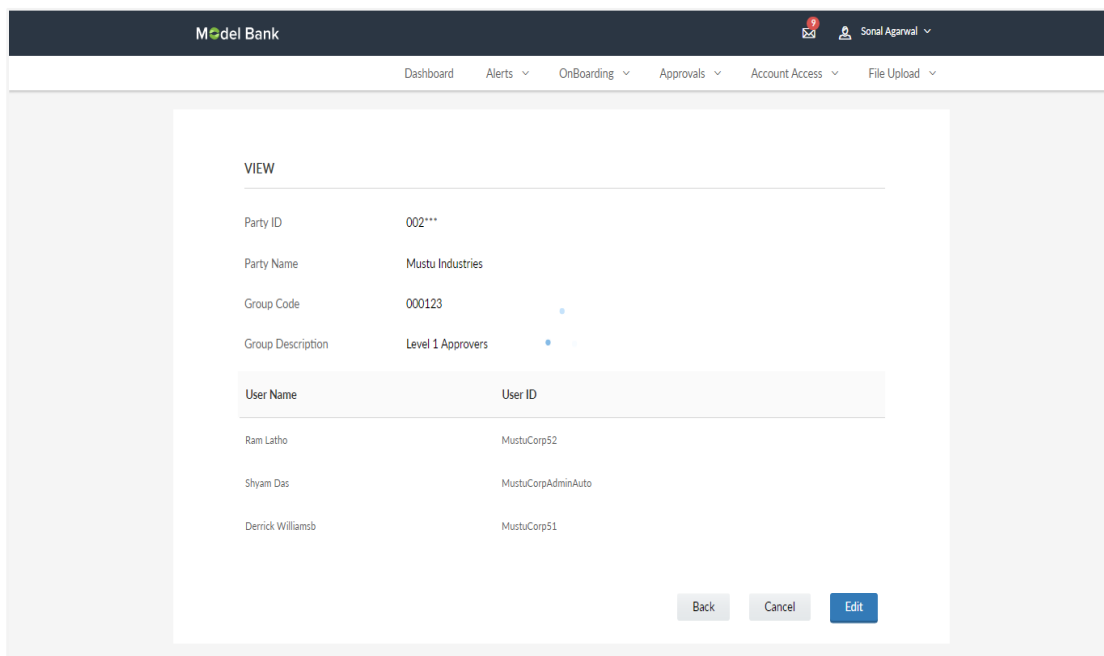 Model Bank 9 Sonal Agarwal
Dashboard Alerts OnBoarding Approvals Account Access File Upload
VIEW
Party ID 002***
Party Name Mustu Industries
Group Code 000123
Group Description Level 1 Approvers
User Name User ID
Ram Latho MustuCorp52
Shyam Das MustuCorpAdminAuto
Derrick Williamsb MustuCorp51
Back Cancel Edit